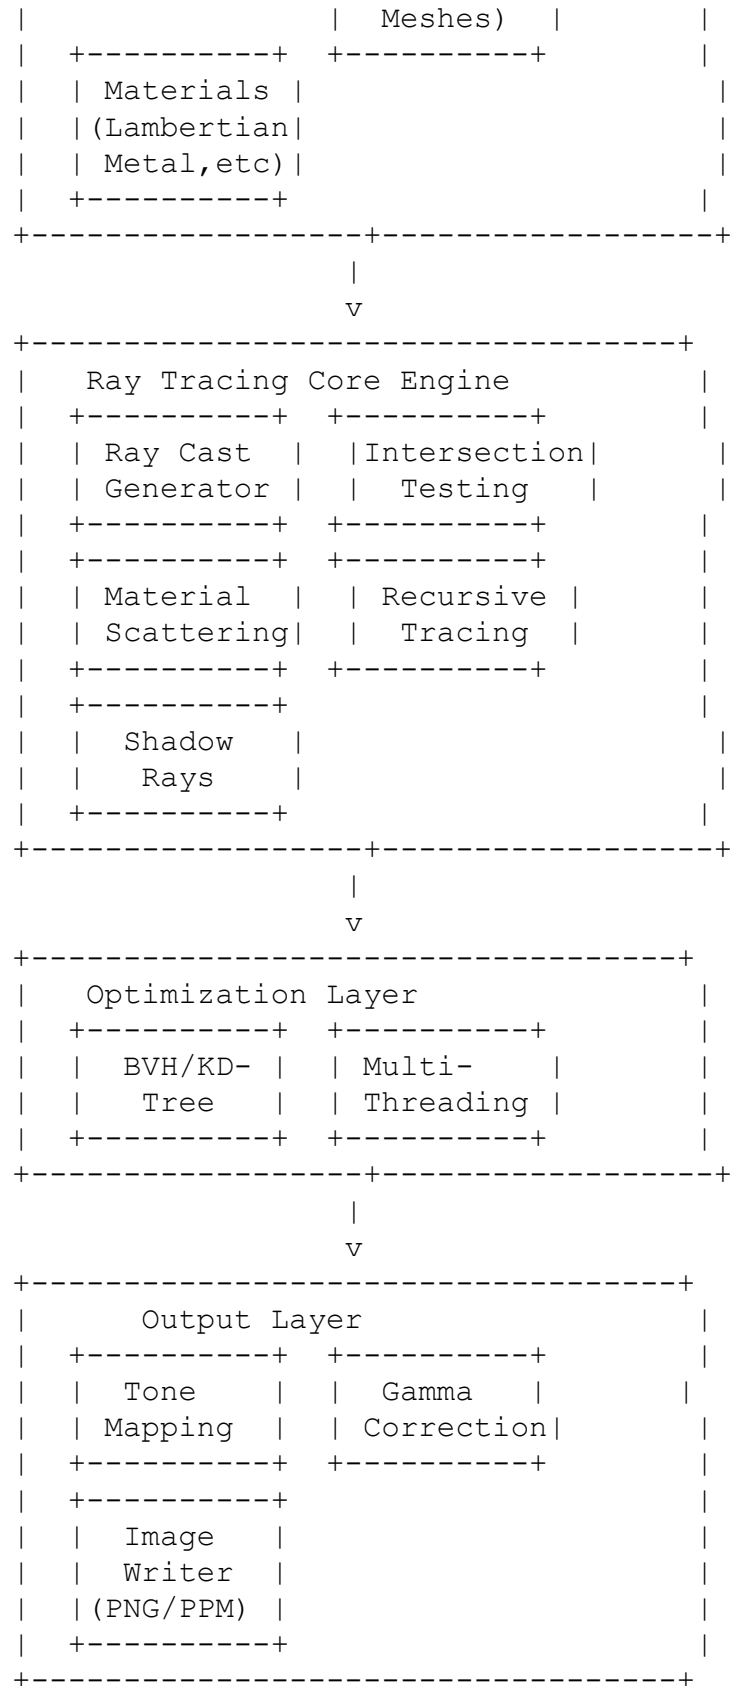 |                 |  Meshes)  |       |
|  +----------+  +----------+        |
|  | Materials |                      |
|  |(Lambertian|                      |
|  | Metal,etc)|                      |
|  +----------+                      |
+------------------+------------------+
                  |
                  v
+-----------------------------------+
|   Ray Tracing Core Engine         |
|  +----------+  +----------+        |
|  | Ray Cast  |  |Intersection|      |
|  | Generator |  |  Testing   |      |
|  +----------+  +----------+        |
|  +----------+  +----------+        |
|  | Material  |  | Recursive |      |
|  | Scattering|  |  Tracing  |      |
|  +----------+  +----------+        |
|  +----------+                      |
|  |  Shadow   |                      |
|  |   Rays    |                      |
|  +----------+                      |
+------------------+------------------+
                  |
                  v
+-----------------------------------+
|   Optimization Layer              |
|  +----------+  +----------+        |
|  |  BVH/KD- |  | Multi-    |       |
|  |   Tree   |  | Threading |       |
|  +----------+  +----------+        |
+------------------+------------------+
                  |
                  v
+-----------------------------------+
|      Output Layer                  |
|  +----------+  +----------+        |
|  |  Tone    |  |  Gamma   |       |
|  | Mapping  |  | Correction|       |
|  +----------+  +----------+        |
|  +----------+                      |
|  |  Image   |                      |
|  |  Writer  |                      |
|  |(PNG/PPM) |                      |
|  +----------+                      |
+-----------------------------------+